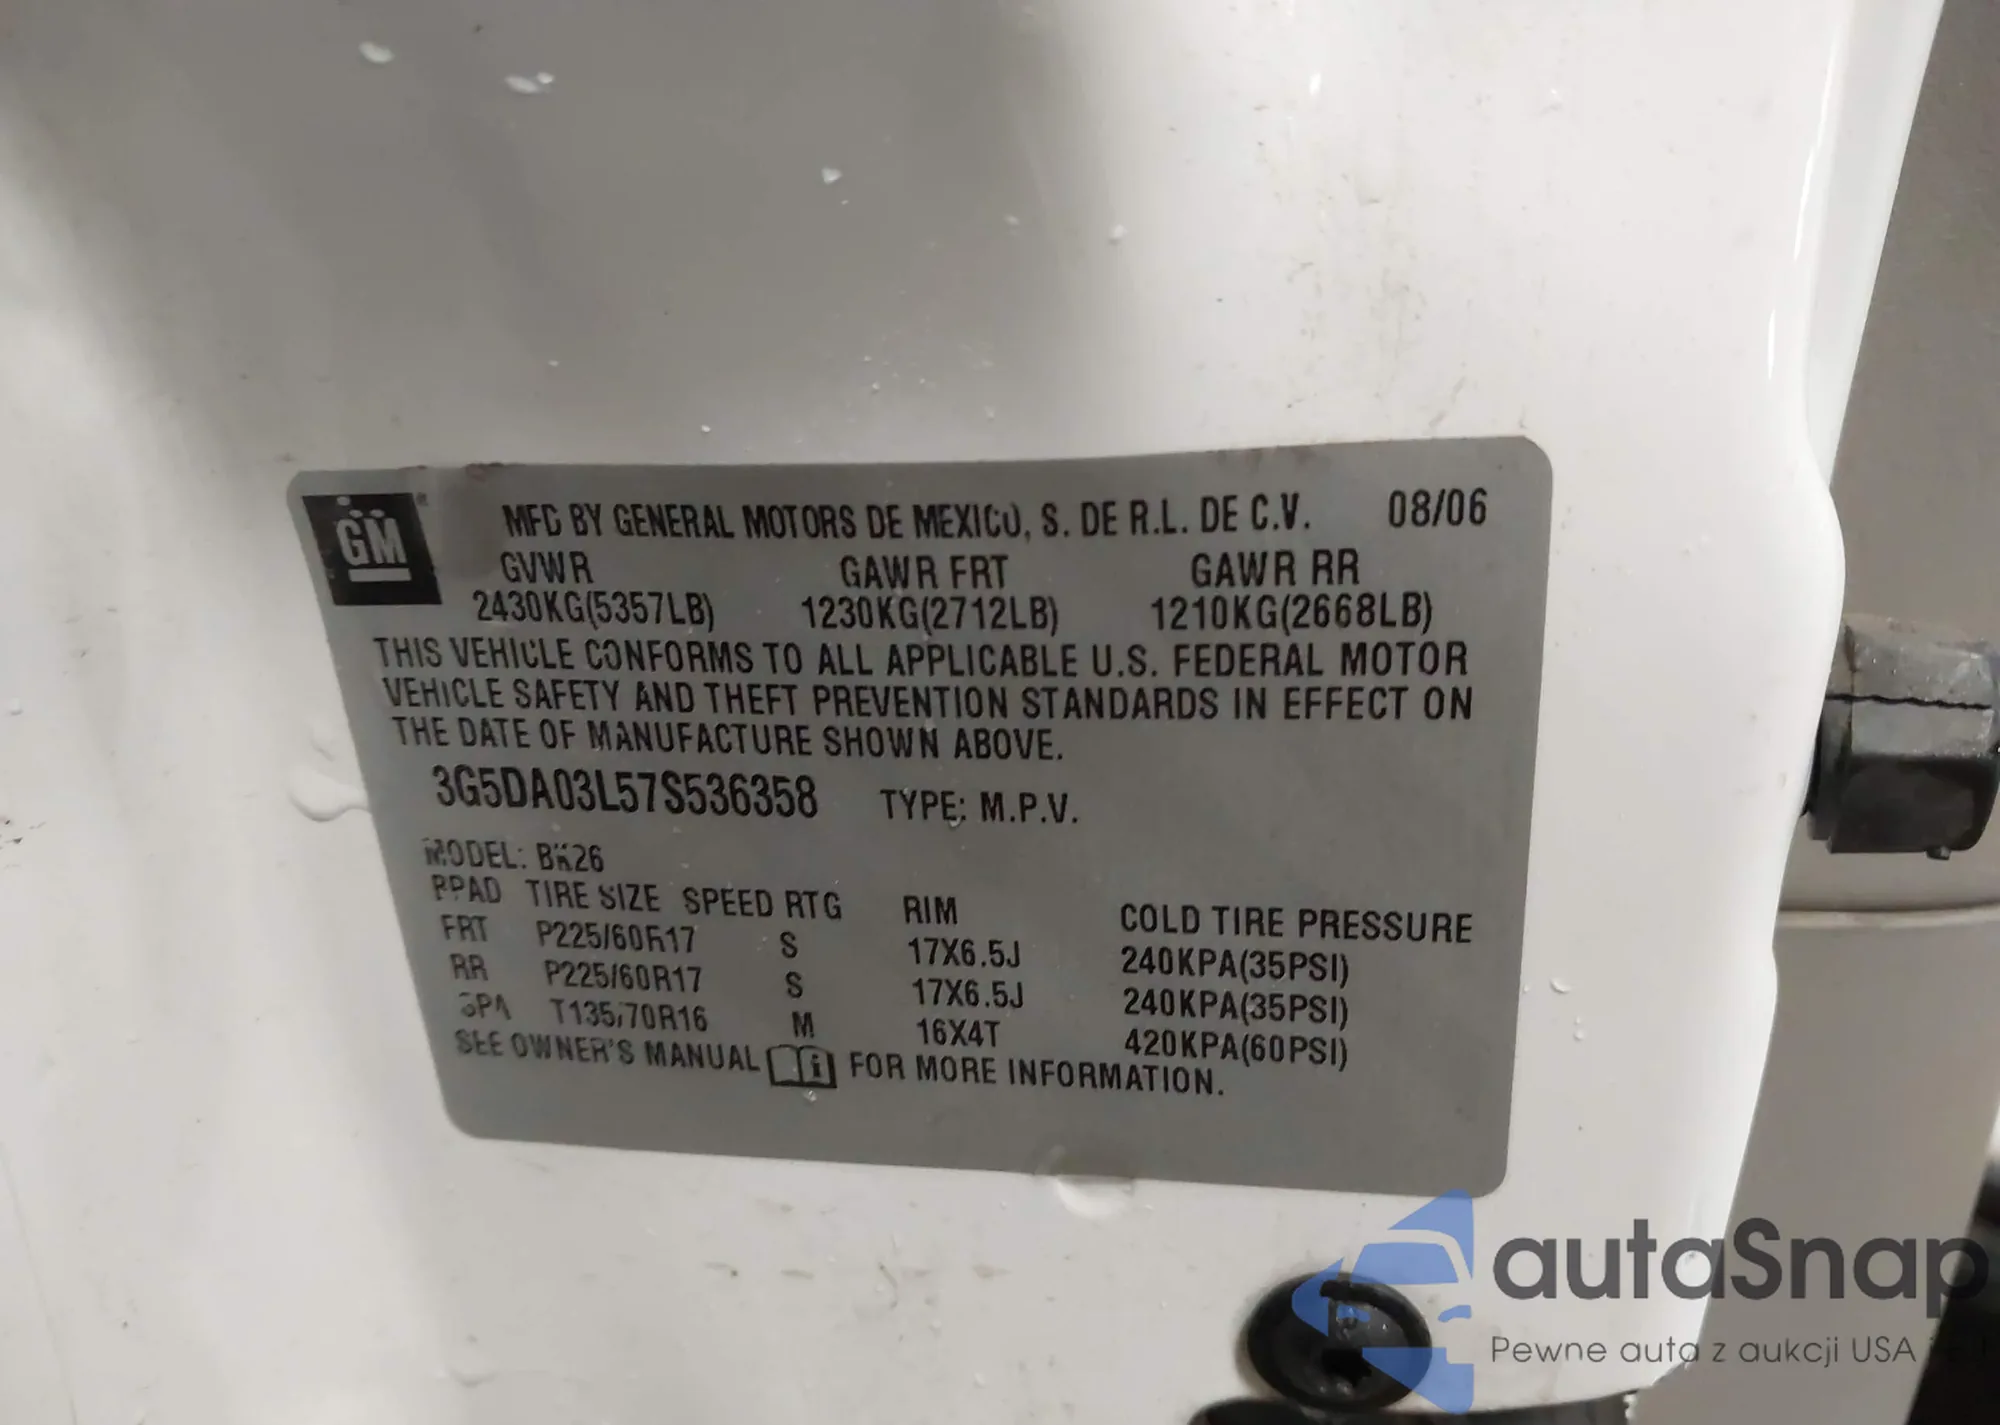 GM
MFD BY GENERAL MOTORS DE MEXICO, S. DE R.L. DE C.V. 08/06
GVWR GAWR FRT GAWR RR
2430KG(5357LB) 1230KG(2712LB) 1210KG(2668LB)
THIS VEHICLE CONFORMS TO ALL APPLICABLE U.S. FEDERAL MOTOR
VEHICLE SAFETY AND THEFT PREVENTION STANDARDS IN EFFECT ON
THE DATE OF MANUFACTURE SHOWN ABOVE.
3G5DA03L57S536358 TYPE: M.P.V.
MODEL: BK26
TIRE SIZE SPEED RTG RIM COLD TIRE PRESSURE
FRT P225/60R17 S 17X6.5J 240KPA(35PSI)
RR P225/60R17 S 17X6.5J 240KPA(35PSI)
SPA T135/70R16 M 16X4T 420KPA(60PSI)
SEE OWNER'S MANUAL i FOR MORE INFORMATION.
autaSnap
Pewne auta z aukcji USA